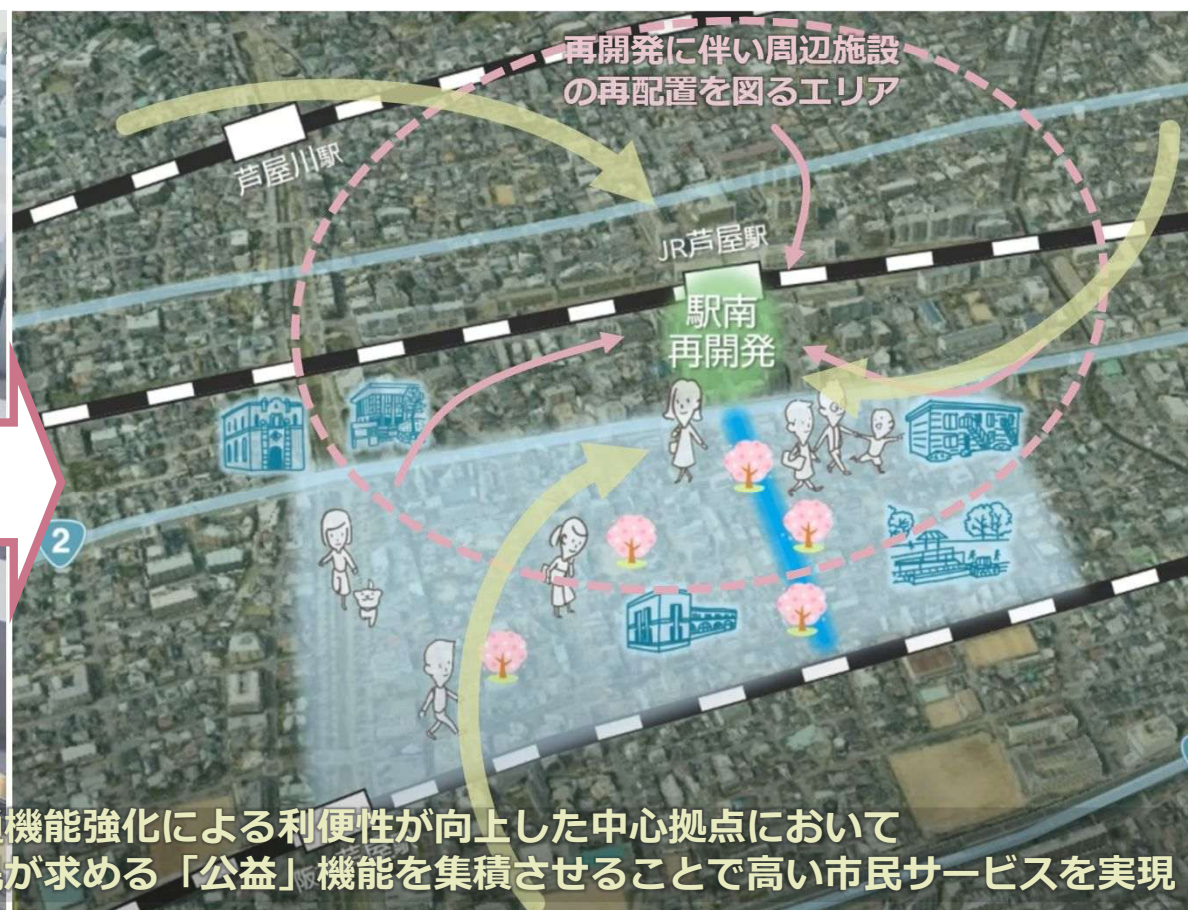 再開発に伴い周辺施設
の再配置を図るエリア
芦屋川駅
JR芦屋駅
駅南
再開発
2
機能強化による利便性が向上した中心拠点において
が求める「公益」機能を集積させることで高い市民サービスを実現